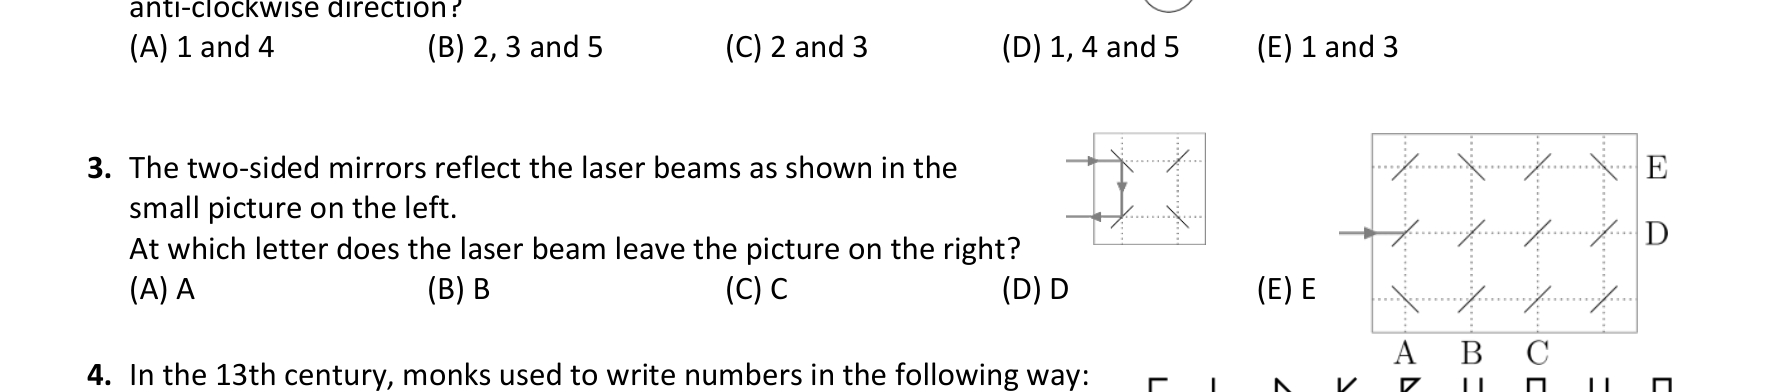 anti-clockwise direction?
(A) 1 and 4 (B) 2, 3 and 5 (C) 2 and 3 (D) 1, 4 and 5 (E) 1 and 3
3. The two-sided mirrors reflect the laser beams as shown in the
small picture on the left.
At which letter does the laser beam leave the picture on the right?
(A) A (B) B (C) C (D) D (E) E
E
D
A B C
4. In the 13th century, monks used to write numbers in the following way: